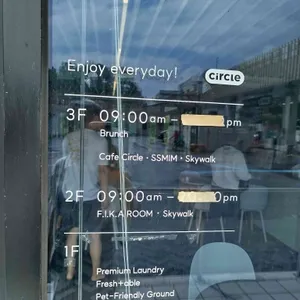 Enjoy everyday!
circle
3F 09:00am – pm
Brunch
Cafe Circle · SSMIM · Skywalk
2F 09:00am – pm
F.I.K.A ROOM · Skywalk
1F
Premium Laundry
Fresh+able
Pet-Friendly Ground